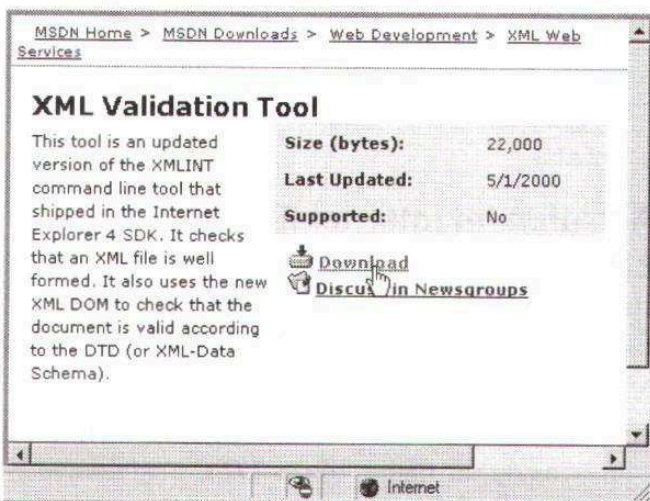 MSDN Home > MSDN Downloads > Web Development > XML Web
Services
XML Validation Tool
This tool is an updated
version of the XMLINT
command line tool that
shipped in the Internet
Explorer 4 SDK. It checks
that an XML file is well
formed. It also uses the new
XML DOM to check that the
document is valid according
to the DTD (or XML-Data
Schema).
Size (bytes): 22,000
Last Updated: 5/1/2000
Supported: No
Download
Discuss in Newsgroups
Internet